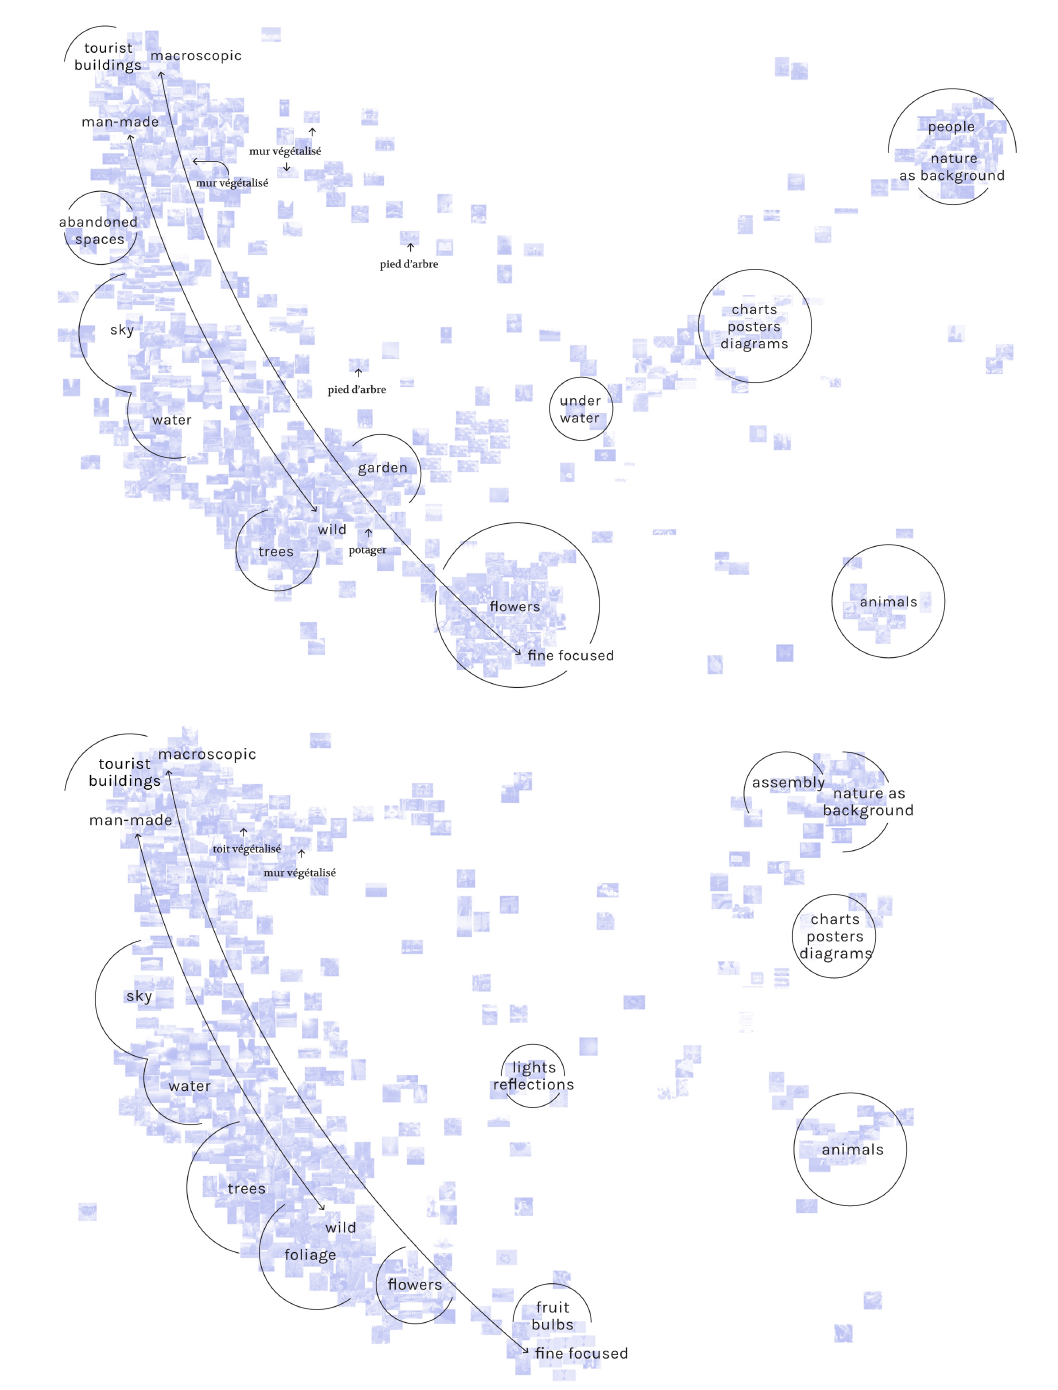 tourist
buildings
macroscopic
man-made
mur végétalisé
mur végétalisé
people
nature
as background
abandoned
spaces
pied d'arbre
sky
charts
posters
diagrams
pied d'arbre
under
water
water
garden
wild
trees
potager
flowers
animals
fine focused
macroscopic
tourist
buildings
man-made
toit végétalisé
mur végétalisé
assembly
nature as
background
charts
posters
diagrams
sky
lights
reflections
water
animals
trees
wild
foliage
flowers
fruit
bulbs
fine focused